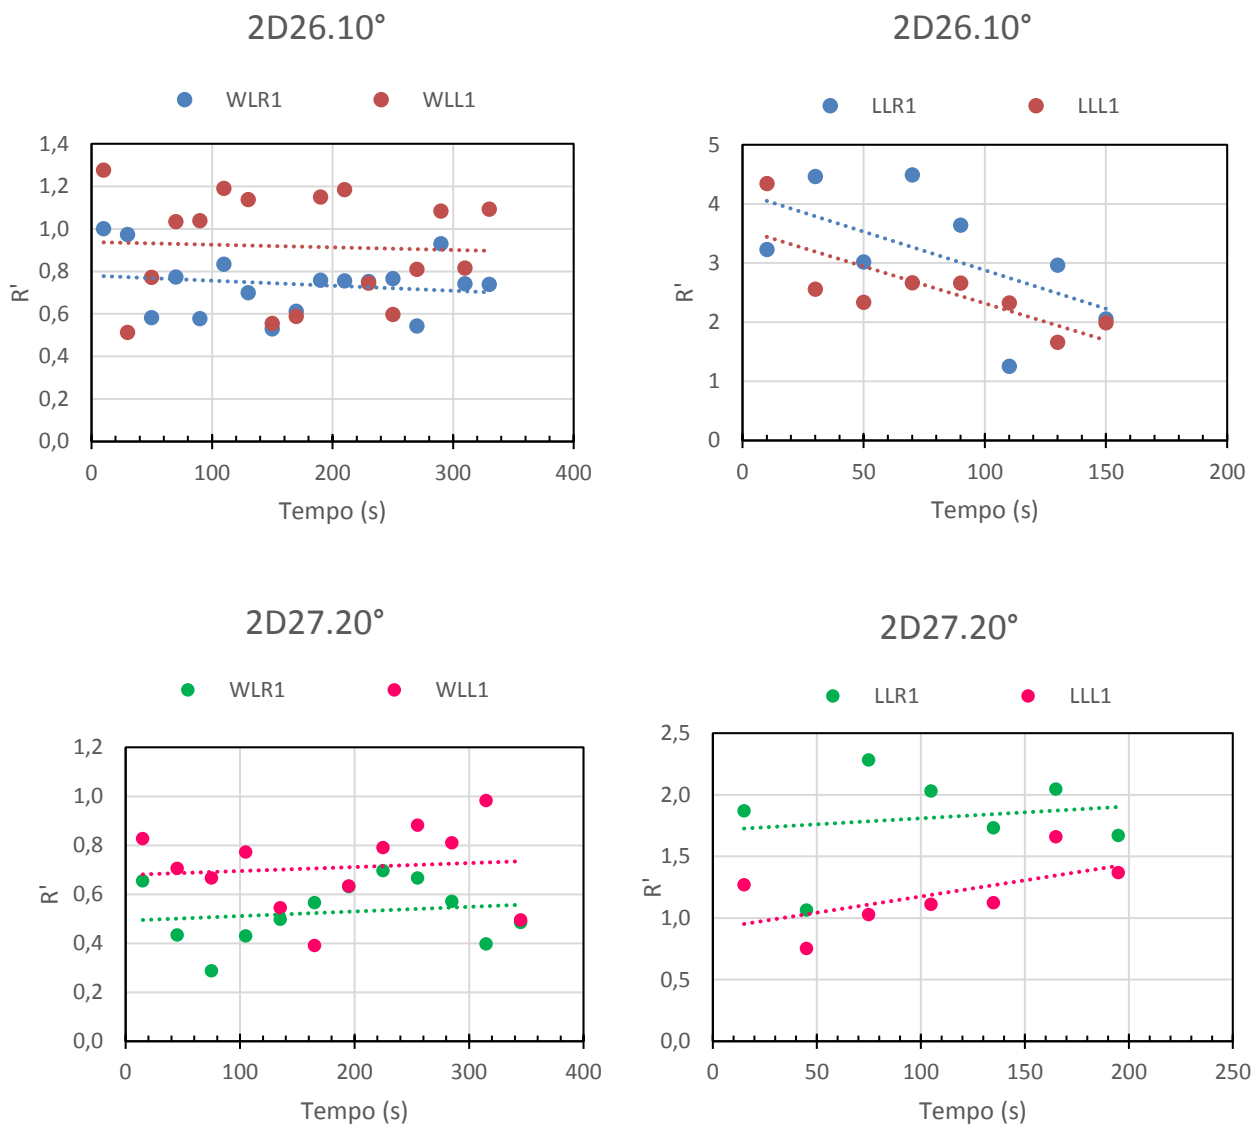 2D26.10°
WLR1 WLL1
1,4
1,2
1,0
0,8
0,6
0,4
0,2
0,0
R'
0 100 200 300 400
Tempo (s)
2D26.10°
LLR1 LLL1
5
4
3
2
1
0
R'
0 50 100 150 200
Tempo (s)
2D27.20°
WLR1 WLL1
1,2
1,0
0,8
0,6
0,4
0,2
0,0
R'
0 100 200 300 400
Tempo (s)
2D27.20°
LLR1 LLL1
2,5
2,0
1,5
1,0
0,5
0,0
R'
0 50 100 150 200 250
Tempo (s)